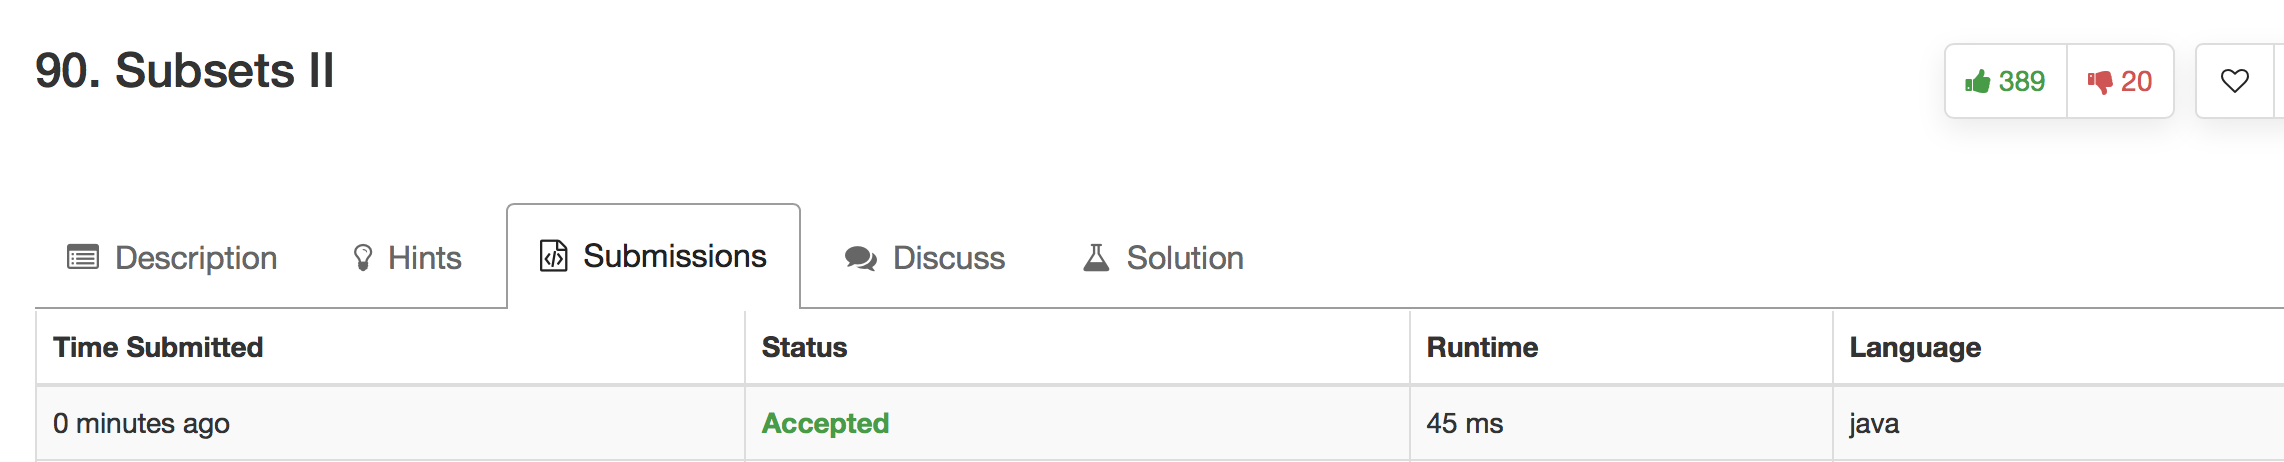 90. Subsets II
389 20
Description Hints Submissions Discuss Solution
Time Submitted Status Runtime Language
0 minutes ago Accepted 45 ms java